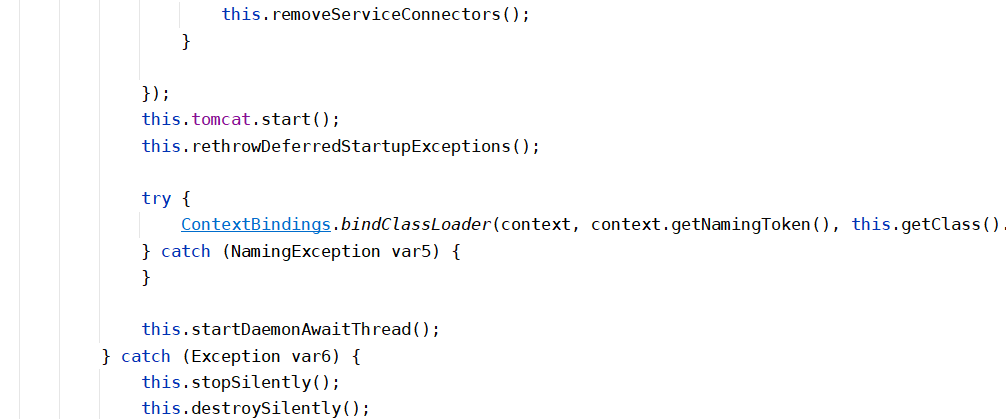 this.removeServiceConnectors();
}
});
this.tomcat.start();
this.rethrowDeferredStartupExceptions();
try {
ContextBindings.bindClassLoader(context, context.getNamingToken(), this.getClass().
} catch (NamingException var5) {
}
this.startDaemonAwaitThread();
} catch (Exception var6) {
this.stopSilently();
this.destroySilently();